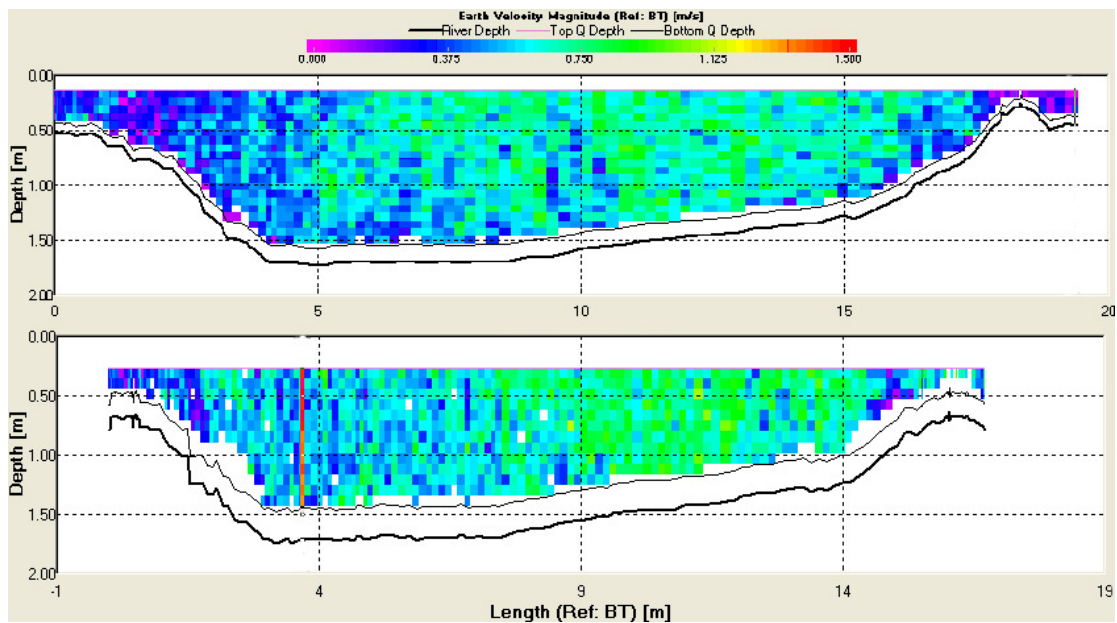 Earth Velocity Magnitude (Ref: BT) [m/s]
River Depth Top Q Depth Bottom Q Depth
0.000 0.375 0.750 1.125 1.500
Depth [m]
0.00
0.50
1.00
1.50
2.00
0 5 10 15 20
Depth [m]
0.00
0.50
1.00
1.50
2.00
-1 4 9 14 19
Length (Ref: BT) [m]